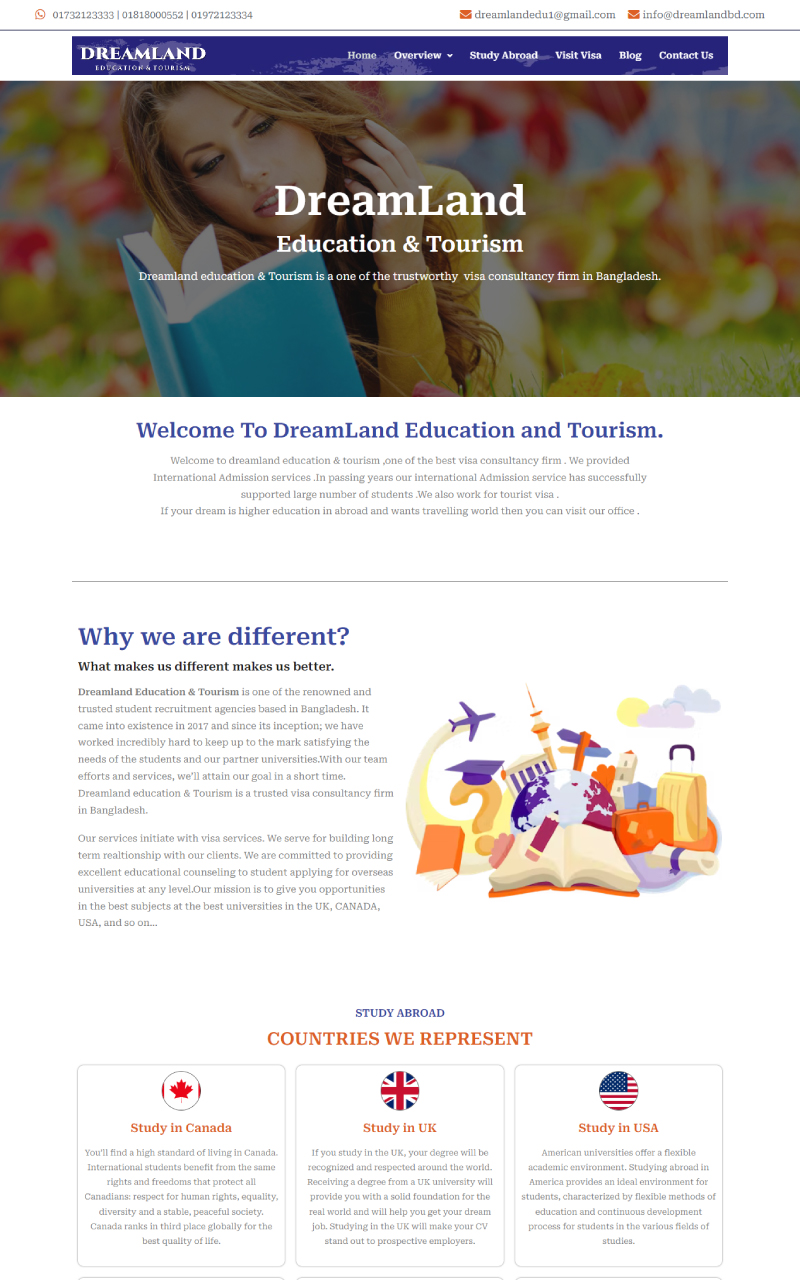 01732123333 | 01818000552 | 01972123334
dreamlandedu1@gmail.com
info@dreamlandbd.com
DREAMLAND
EDUCATION & TOURISM
Home
Overview
Study Abroad
Visit Visa
Blog
Contact Us
DreamLand
Education & Tourism
Dreamland education & Tourism is a one of the trustworthy visa consultancy firm in Bangladesh.
Welcome To DreamLand Education and Tourism.
Welcome to dreamland education & tourism ,one of the best visa consultancy firm . We provided
International Admission services .In passing years our international Admission service has successfully
supported large number of students .We also work for tourist visa .
If your dream is higher education in abroad and wants travelling world then you can visit our office .
Why we are different?
What makes us different makes us better.
Dreamland Education & Tourism is one of the renowned and
trusted student recruitment agencies based in Bangladesh. It
came into existence in 2017 and since its inception; we have
worked incredibly hard to keep up to the mark satisfying the
needs of the students and our partner universities.With our team
efforts and services, we'll attain our goal in a short time.
Dreamland education & Tourism is a trusted visa consultancy firm
in Bangladesh.
Our services initiate with visa services. We serve for building long
term realtionship with our clients. We are committed to providing
excellent educational counseling to student applying for overseas
universities at any level.Our mission is to give you opportunities
in the best subjects at the best universities in the UK, CANADA,
USA, and so on...
STUDY ABROAD
COUNTRIES WE REPRESENT
Study in Canada
You'll find a high standard of living in Canada.
International students benefit from the same
rights and freedoms that protect all
Canadians: respect for human rights, equality,
diversity and a stable, peaceful society.
Canada ranks in third place globally for the
best quality of life.
Study in UK
If you study in the UK, your degree will be
recognized and respected around the world.
Receiving a degree from a UK university will
provide you with a solid foundation for the
real world and will help you get your dream
job. Studying in the UK will make your CV
stand out to prospective employers.
Study in USA
American universities offer a flexible
academic environment. Studying abroad in
America provides an ideal environment for
students, characterized by flexible methods of
education and continuous development
process for students in the various fields of
studies.